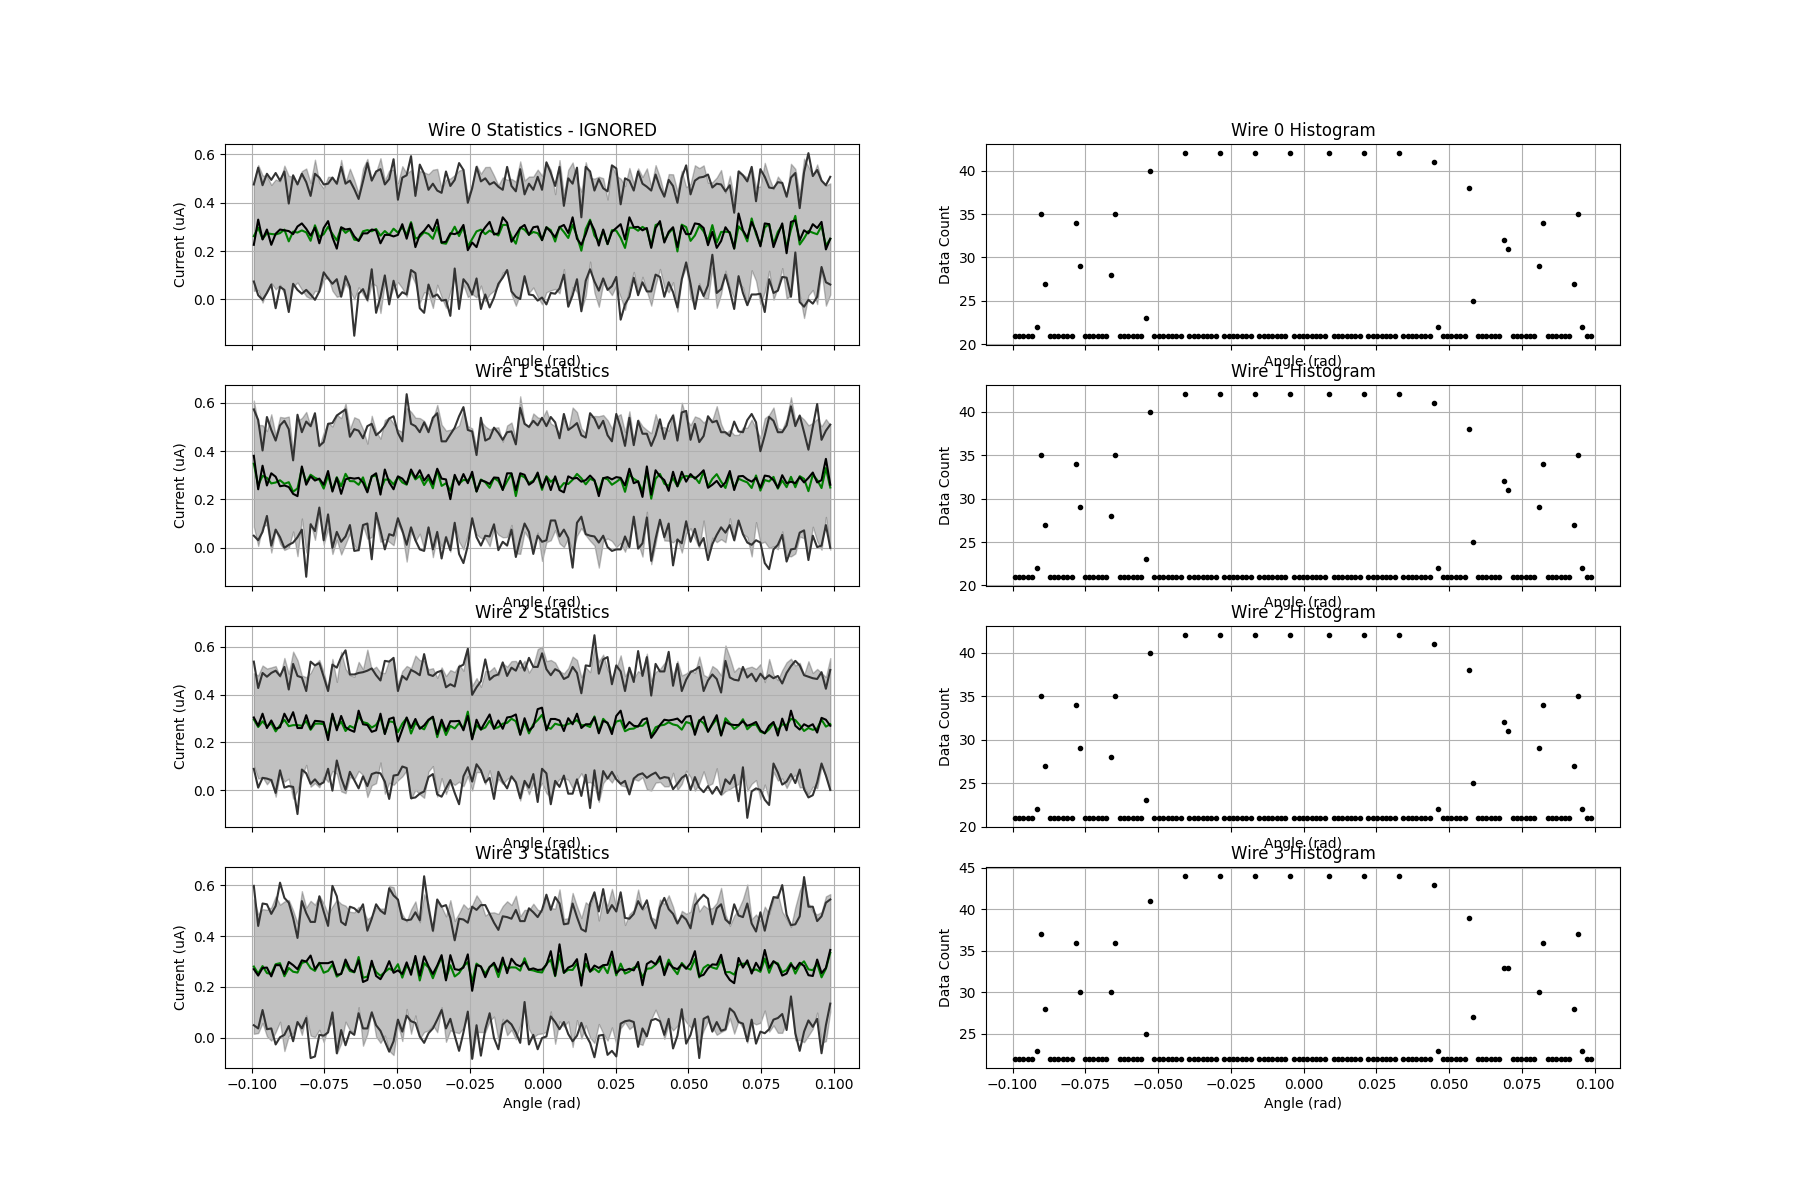 Wire 0 Statistics - IGNORED
Current (uA)
0.6
0.4
0.2
0.0
Angle (rad)
Wire 0 Histogram
Data Count
40
35
30
25
20
Angle (rad)
Wire 1 Statistics
Current (uA)
0.6
0.4
0.2
0.0
Angle (rad)
Wire 1 Histogram
Data Count
40
35
30
25
20
Angle (rad)
Wire 2 Statistics
Current (uA)
0.6
0.4
0.2
0.0
Angle (rad)
Wire 2 Histogram
Data Count
40
35
30
25
20
Angle (rad)
Wire 3 Statistics
Current (uA)
0.6
0.4
0.2
0.0
−0.100 −0.075 −0.050 −0.025 0.000 0.025 0.050 0.075 0.100
Angle (rad)
Wire 3 Histogram
Data Count
45
40
35
30
25
−0.100 −0.075 −0.050 −0.025 0.000 0.025 0.050 0.075 0.100
Angle (rad)